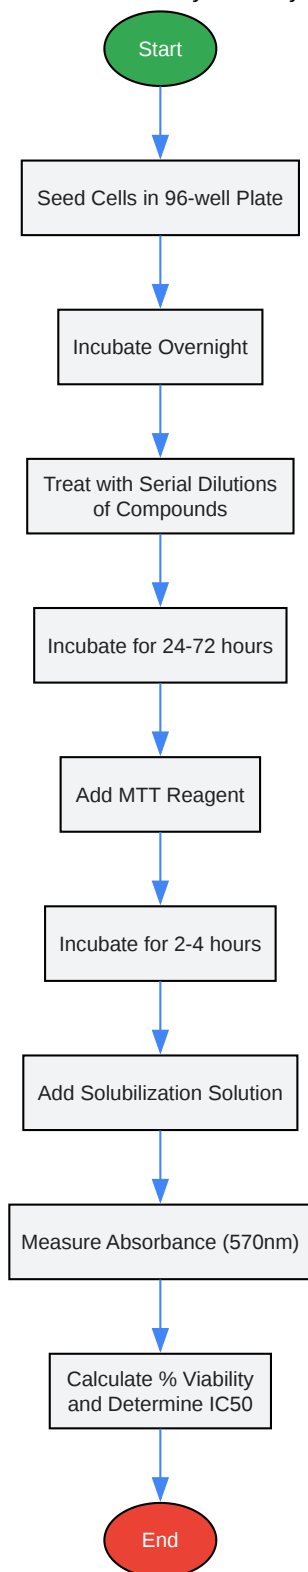 Start
Seed Cells in 96-well Plate
Incubate Overnight
Treat with Serial Dilutions
of Compounds
Incubate for 24-72 hours
Add MTT Reagent
Incubate for 2-4 hours
Add Solubilization Solution
Measure Absorbance (570nm)
Calculate % Viability
and Determine IC50
End